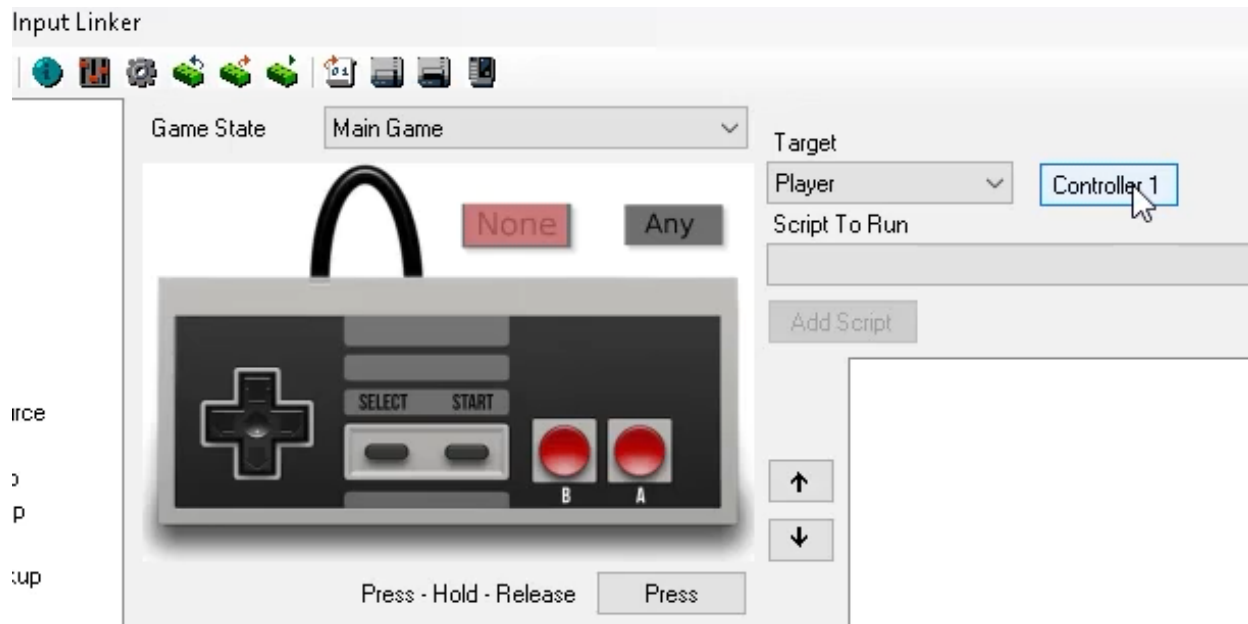 Input Linker
Game State
Main Game
Target
Player
Controller 1
Script To Run
None
Any
Add Script
SELECT START
B A
Press - Hold - Release
Press
up